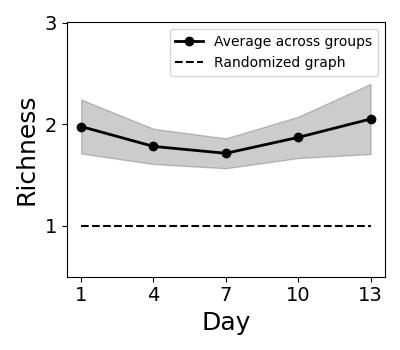 Richness
3
2
1
Average across groups
Randomized graph
1 4 7 10 13
Day